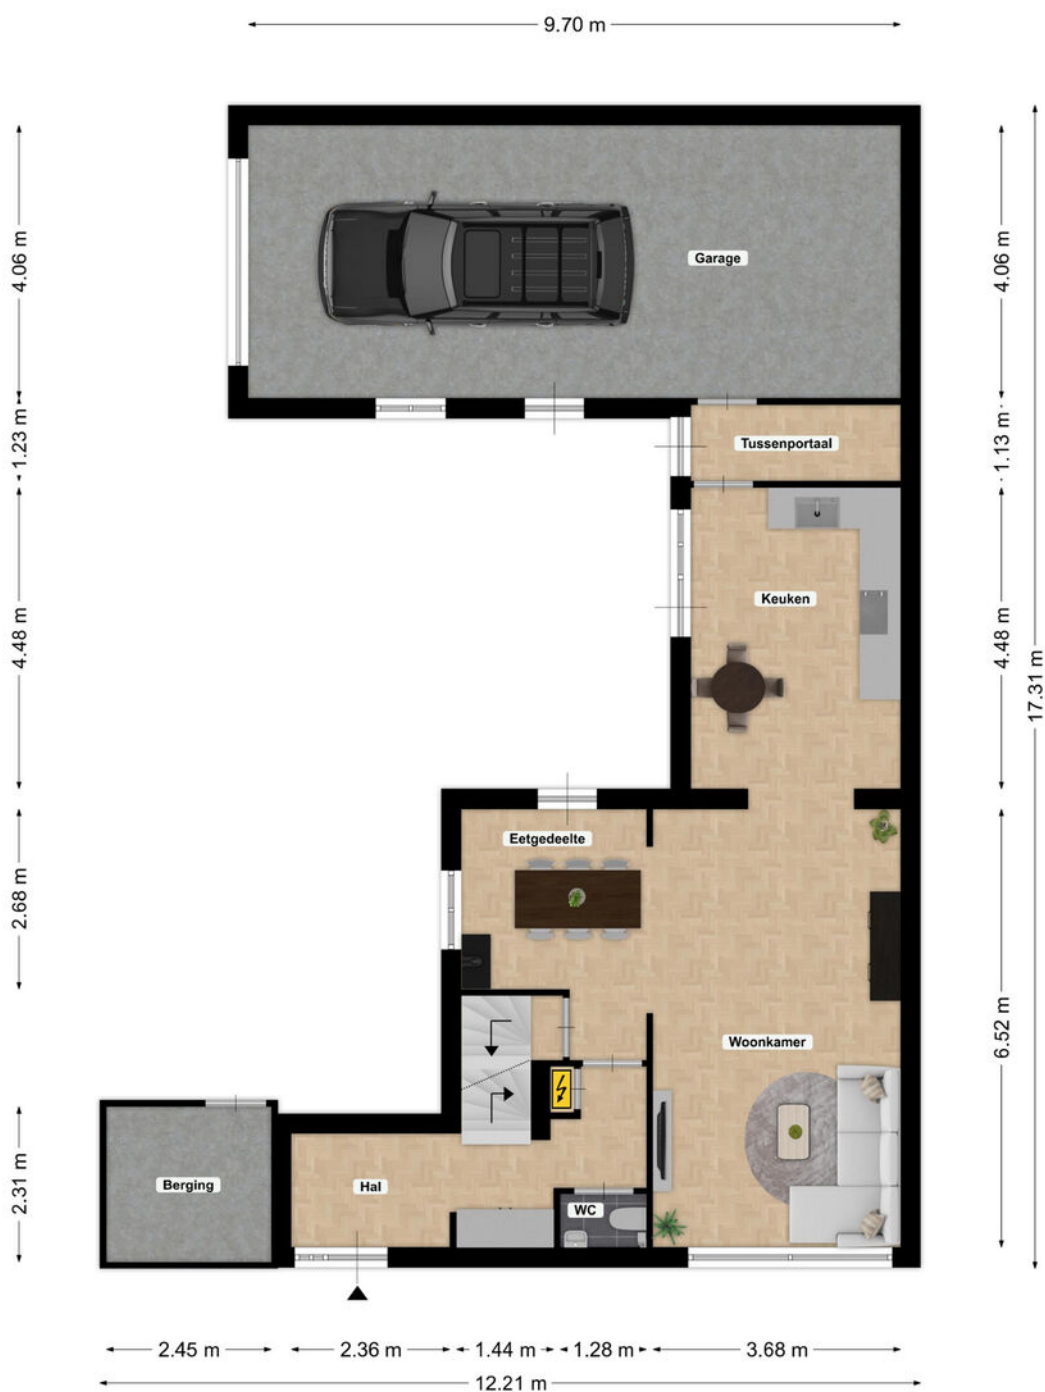 9.70 m
4.06 m
Garage
4.06 m
1.23 m
Tussenportaal
1.13 m
4.48 m
Keuken
4.48 m
17.31 m
2.68 m
Eetgedeelte
6.52 m
Woonkamer
2.31 m
Berging
Hal
WC
2.45 m
2.36 m
1.44 m
1.28 m
3.68 m
12.21 m